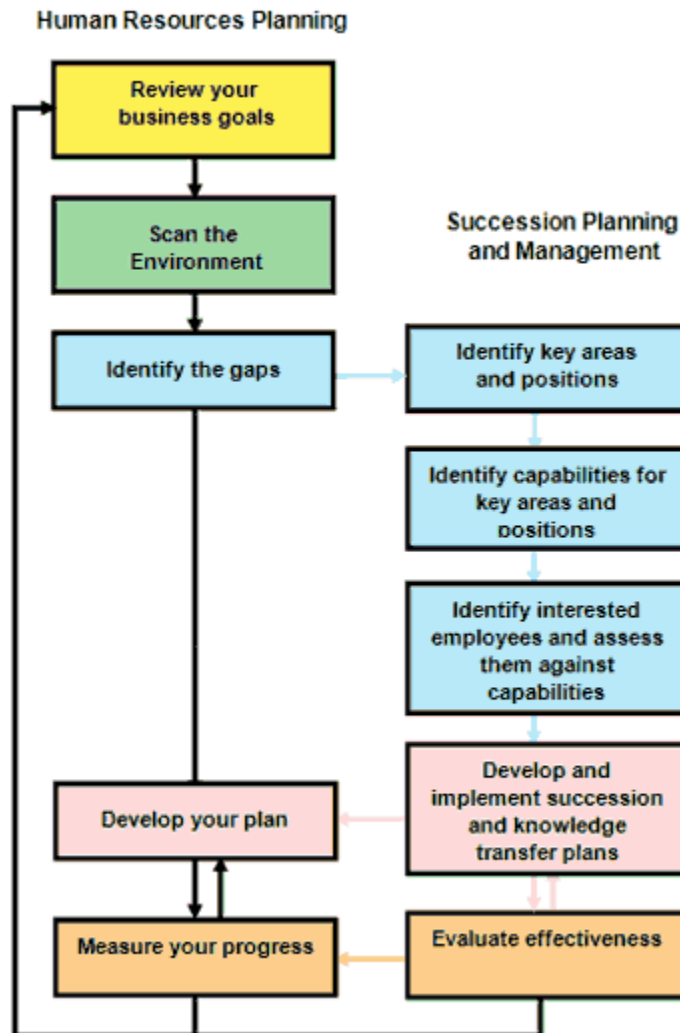 Human Resources Planning
Review your
business goals
Scan the
Environment
Identify the gaps
Develop your plan
Measure your progress
Succession Planning
and Management
Identify key areas
and positions
Identify capabilities for
key areas and
positions
Identify interested
employees and assess
them against
capabilities
Develop and
implement succession
and knowledge
transfer plans
Evaluate effectiveness